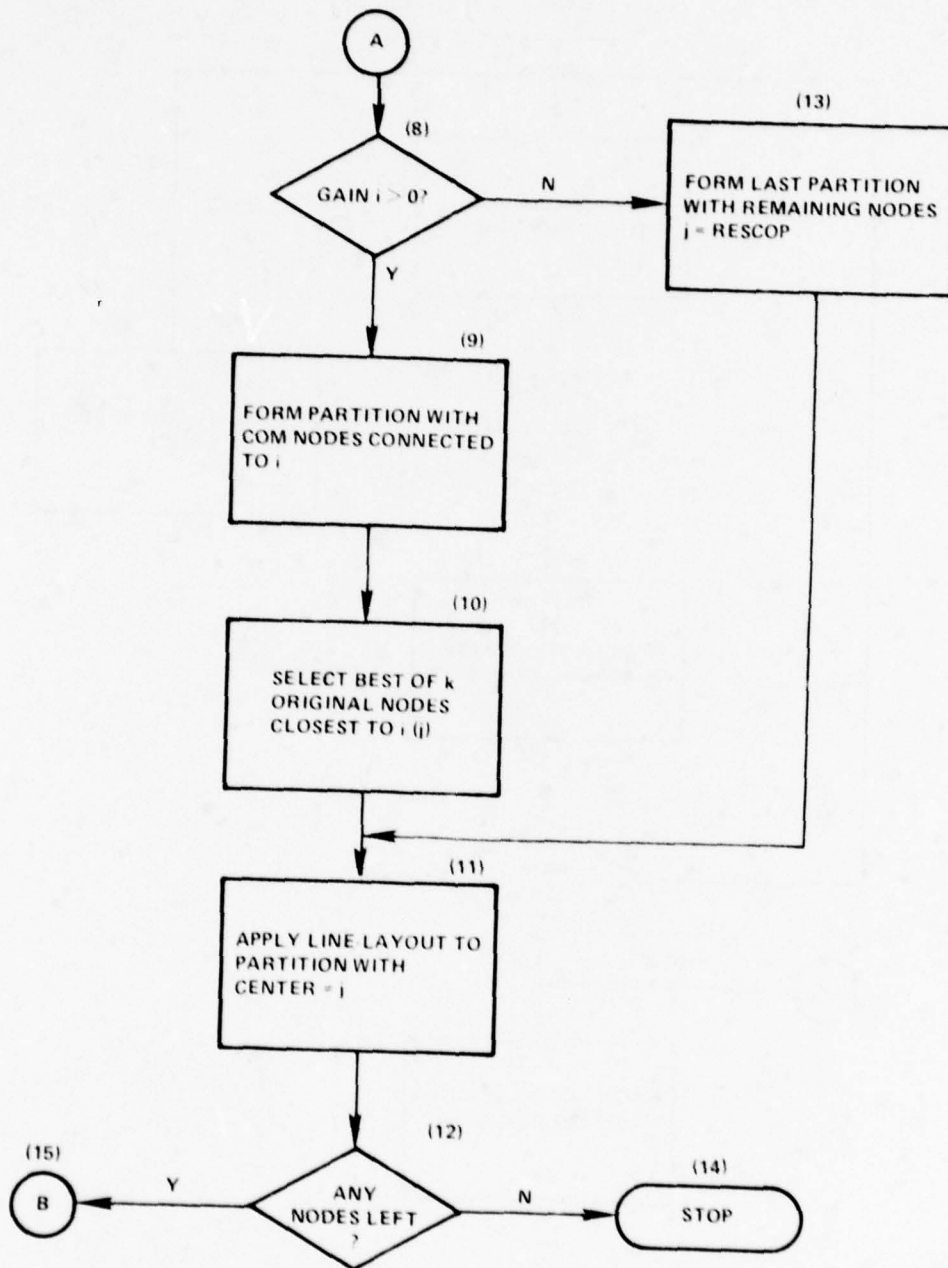 A
(8)
GAIN i > 0?
N
Y
(13)
FORM LAST PARTITION
WITH REMAINING NODES
j = RESCOP
(9)
FORM PARTITION WITH
COM NODES CONNECTED
TO i
(10)
SELECT BEST OF k
ORIGINAL NODES
CLOSEST TO i (j)
(11)
APPLY LINE-LAYOUT TO
PARTITION WITH
CENTER = j
(12)
ANY
NODES LEFT
?
Y
(15)
B
N
(14)
STOP